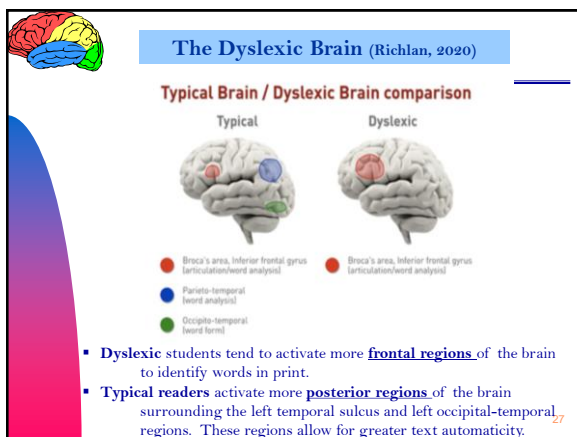 The Dyslexic Brain (Richlan, 2020)
Typical Brain / Dyslexic Brain comparison
Typical
Dyslexic
Broca's area, Inferior frontal gyrus
[articulation/word analysis]
Broca's area, Inferior frontal gyrus
[articulation/word analysis]
Parieto-temporal
[word analysis]
Occipito-temporal
[word form]
▪ Dyslexic students tend to activate more frontal regions of the brain
to identify words in print.
▪ Typical readers activate more posterior regions of the brain
surrounding the left temporal sulcus and left occipital-temporal
regions. These regions allow for greater text automaticity.
27